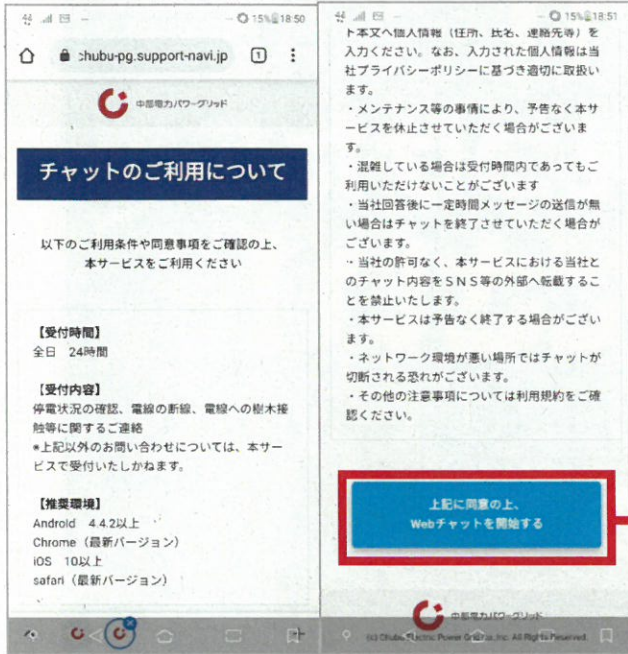 15% 18:50
chubu-pg.support-navi.jp
1
中部電力パワーグリッド
チャットのご利用について
以下のご利用条件や同意事項をご確認の上、
本サービスをご利用ください
【受付時間】
全日 24時間
【受付内容】
停電状況の確認、電線の断線、電線への樹木接
触等に関するご連絡
*上記以外のお問い合わせについては、本サー
ビスで受付いたしかねます。
【推奨環境】
Android 4.4.2以上
Chrome（最新バージョン）
iOS 10以上
safari（最新バージョン）
15% 18:51
ト本文へ個人情報（住所、氏名、連絡先等）を
入力ください。なお、入力された個人情報は当
社プライバシーポリシーに基づき適切に取扱い
ます。
・メンテナンス等の事情により、予告なく本サ
ービスを休止させていただく場合がございま
す。
・混雑している場合は受付時間内であってもご
利用いただけないことがございます
・当社回答後に一定時間メッセージの送信が無
い場合はチャットを終了させていただく場合が
ございます。
・当社の許可なく、本サービスにおける当社と
のチャット内容をSNS等の外部へ転載するこ
とを禁止いたします。
・本サービスは予告なく終了する場合がござい
ます。
・ネットワーク環境が悪い場所ではチャットが
切断される恐れがございます。
・その他の注意事項については利用規約をご確
認ください。
上記に同意の上、
Webチャットを開始する
中部電力パワーグリッド
(c) Chubu Electric Power Grid Co.,Inc. All Rights Reserved.